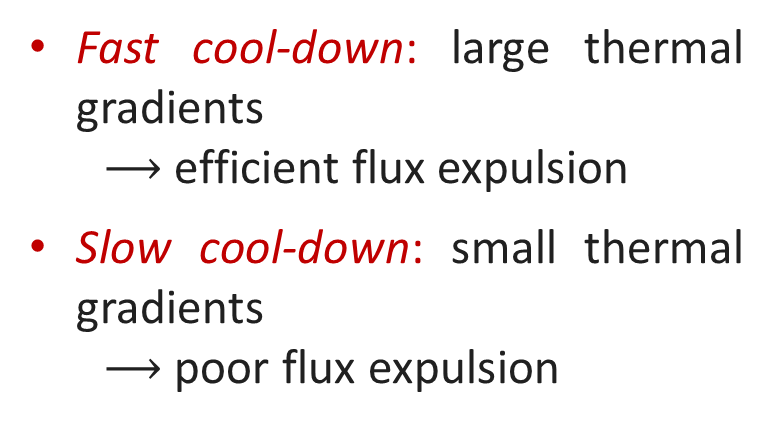 • Fast cool-down: large thermal
gradients
⟶ efficient flux expulsion
• Slow cool-down: small thermal
gradients
⟶ poor flux expulsion